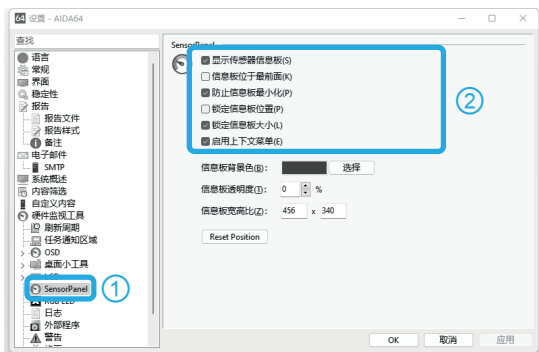 64 设置 - AIDA64
查找
语言
常规
界面
稳定性
报告
报告文件
报告样式
备注
电子邮件
SMTP
系统概述
内容筛选
自定义内容
硬件监视工具
刷新周期
任务通知区域
OSD
桌面小工具
SensorPanel
RGB LED
日志
外部程序
警告
①
SensorPanel
显示传感器信息板(S)
信息板位于最前面(K)
防止信息板最小化(P)
锁定信息板位置(P)
锁定信息板大小(L)
启用上下文菜单(E)
②
信息板背景色(B): 选择
信息板透明度(T): 0 %
信息板宽高比(Z): 456 x 340
Reset Position
OK 取消 应用